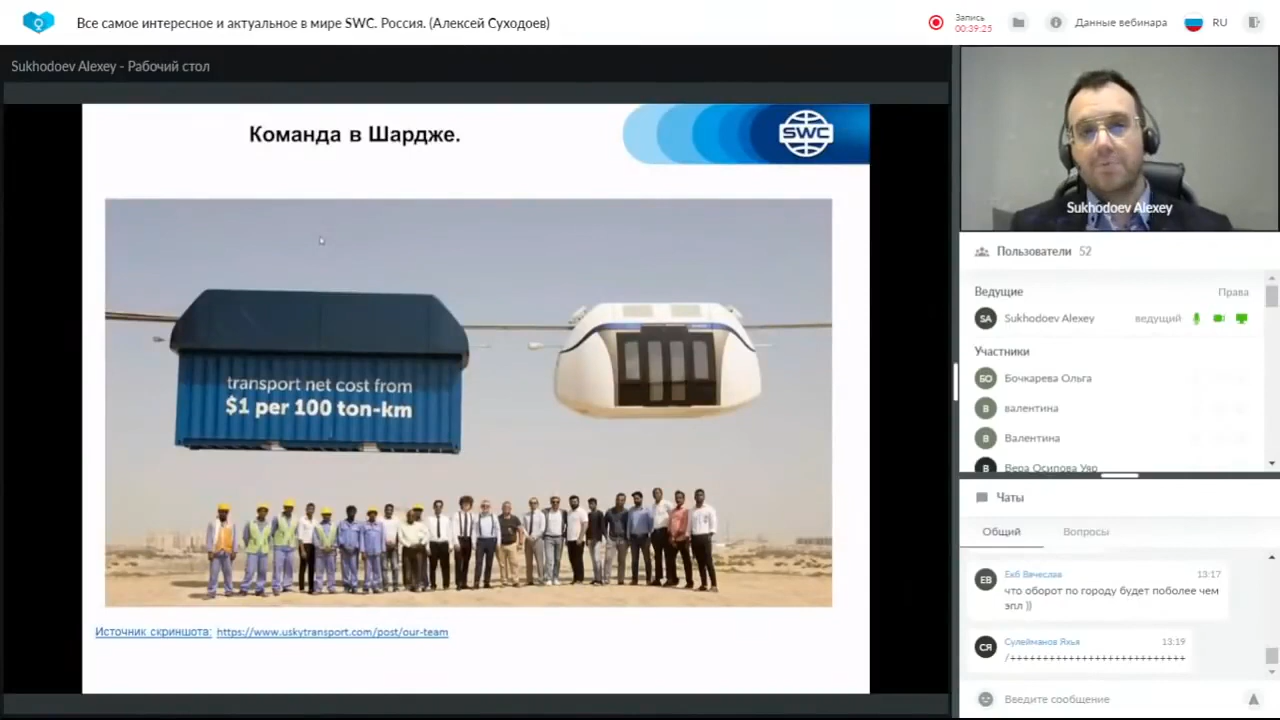 Все самое интересное и актуальное в мире SWC. Россия. (Алексей Суходоев)
Запись
00:39:25
Данные вебинара
RU
Sukhodoev Alexey - Рабочий стол
Команда в Шардже.
SWC
transport net cost from
$1 per 100 ton-km
Источник скриншота: https://www.uskytransport.com/post/our-team
Sukhodoev Alexey
Пользователи 52
Ведущие Права
SA Sukhodoev Alexey ведущий
Участники
БО Бочкарева Ольга
В валентина
В Валентина
В Вера Осипова Уяр
Чаты
Общий Вопросы
ЕВ Екб Вячеслав 13:17
что оборот по городу будет поболее чем
эпл ))
СЯ Сулейманов Яхья 13:19
/++++++++++++++++++++++++++
Введите сообщение